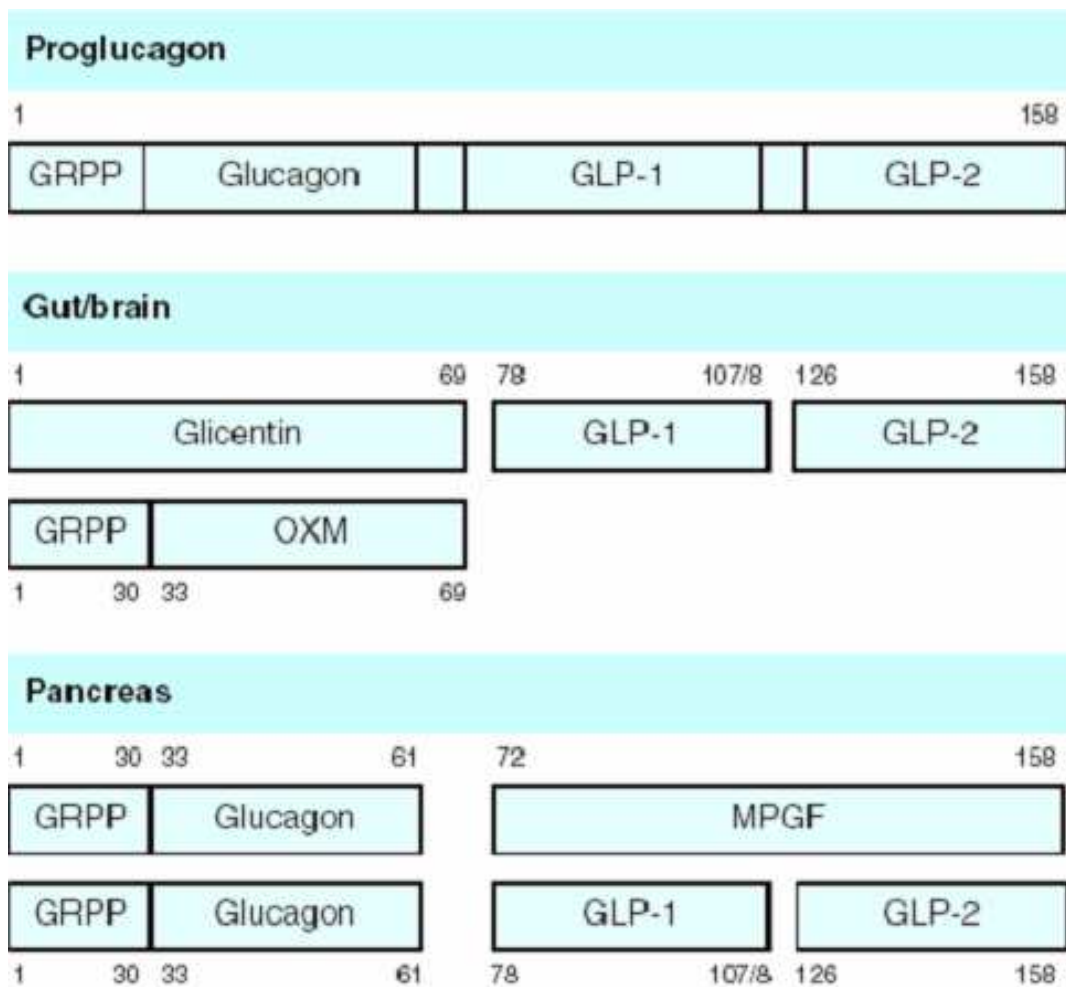 Proglucagon
1 158
GRPP Glucagon GLP-1 GLP-2
Gut/brain
1 69 78 107/8 126 158
Glicentin GLP-1 GLP-2
GRPP OXM
1 30 33 69
Pancreas
1 30 33 61 72 158
GRPP Glucagon MPGF
GRPP Glucagon GLP-1 GLP-2
1 30 33 61 78 107/8 126 158